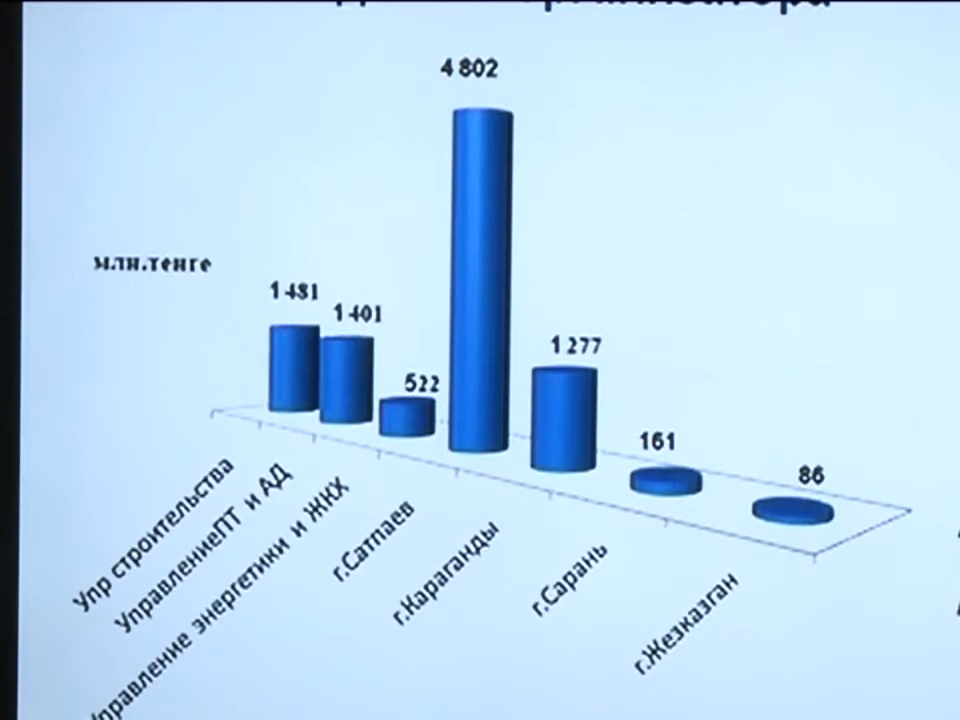 4 802
млн.тенге
1 481
1 401
522
1 277
161
86
Упр строительства
УправлениеПТ и АД
энергетики и ЖКХ
г.Сатпаев
г.Караганды
г.Сарань
г.Жезказган